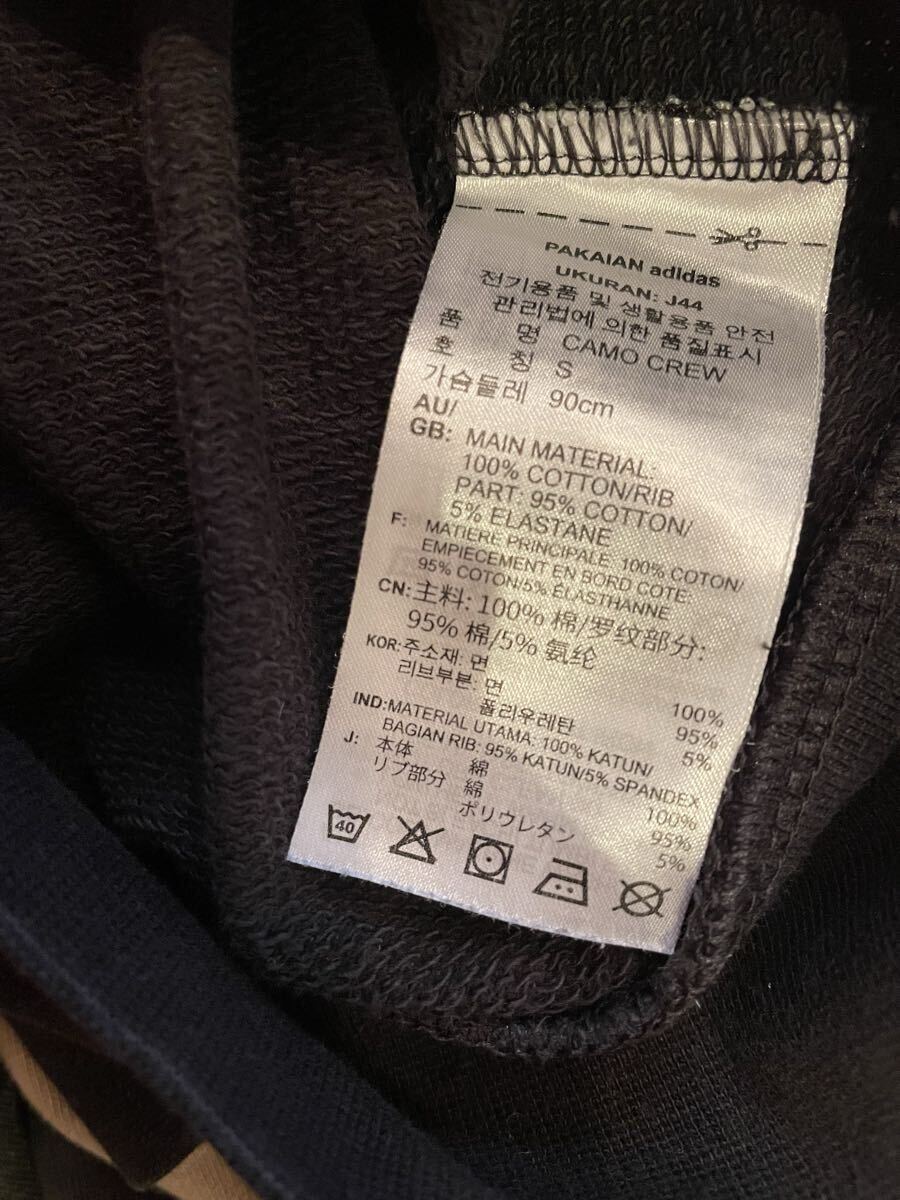 PAKAIAN adidas
UKURAN: J44
전기용품 및 생활용품 안전
관리법에 의한 품질표시
품 명 CAMO CREW
호 칭 S
가슴둘레 90cm
AU/
GB: MAIN MATERIAL:
100% COTTON/RIB
PART: 95% COTTON/
5% ELASTANE
F: MATIÈRE PRINCIPALE: 100% COTON/
EMPIECEMENT EN BORD COTE:
95% COTON/5% ÉLASTHANNE
CN: 主料: 100% 棉/罗纹部分:
95% 棉/5% 氨纶
KOR: 주소재: 면 100%
리브부분: 면 95%
폴리우레탄 5%
IND: MATERIAL UTAMA: 100% KATUN/
BAGIAN RIB: 95% KATUN/5% SPANDEX
J: 本体 綿 100%
リブ部分 綿 95%
ポリウレタン 5%
40